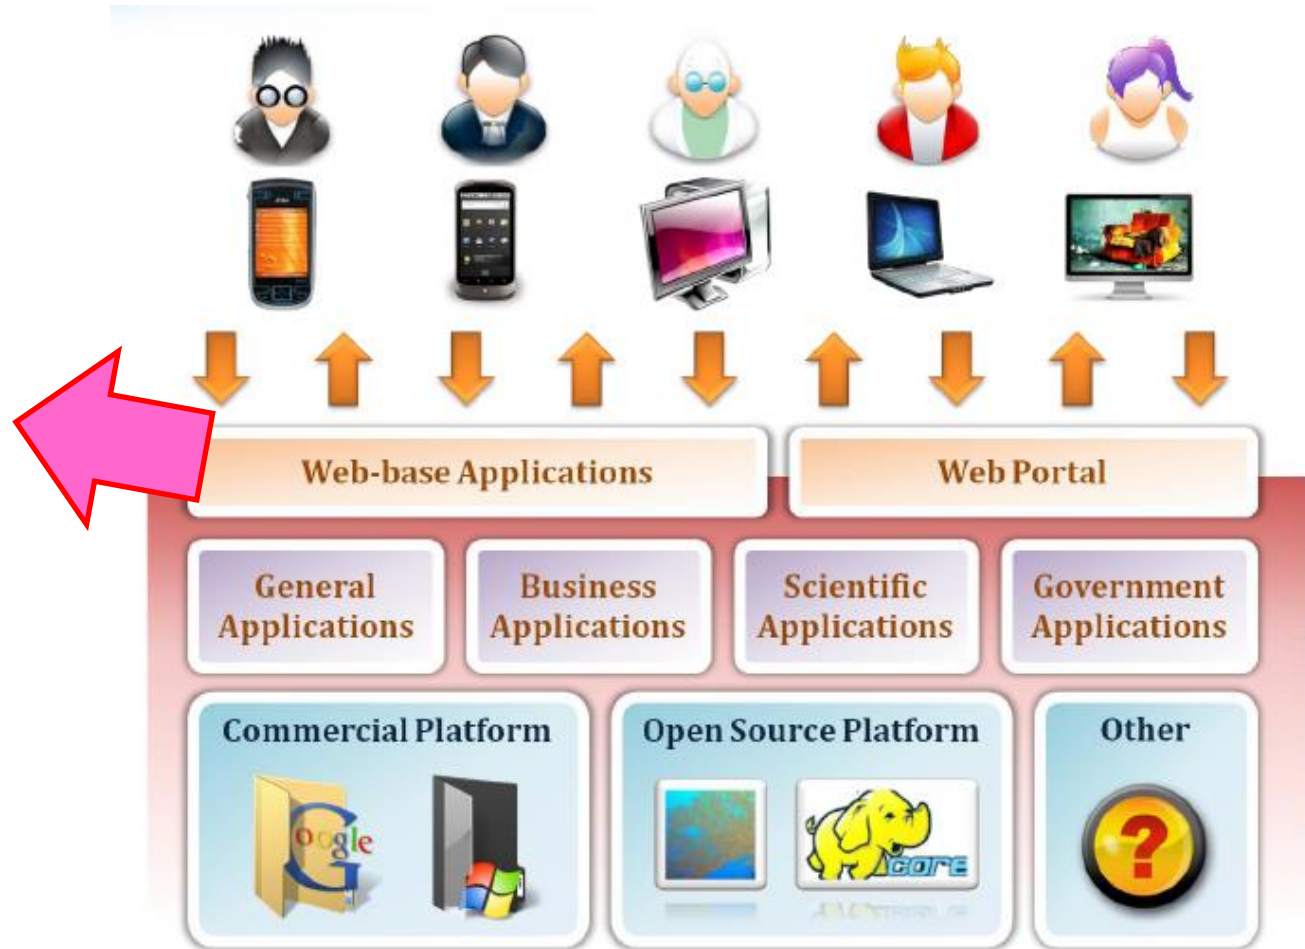 Web-base Applications
Web Portal
General
Applications
Business
Applications
Scientific
Applications
Government
Applications
Commercial Platform
Open Source Platform
Other
Google
core
?